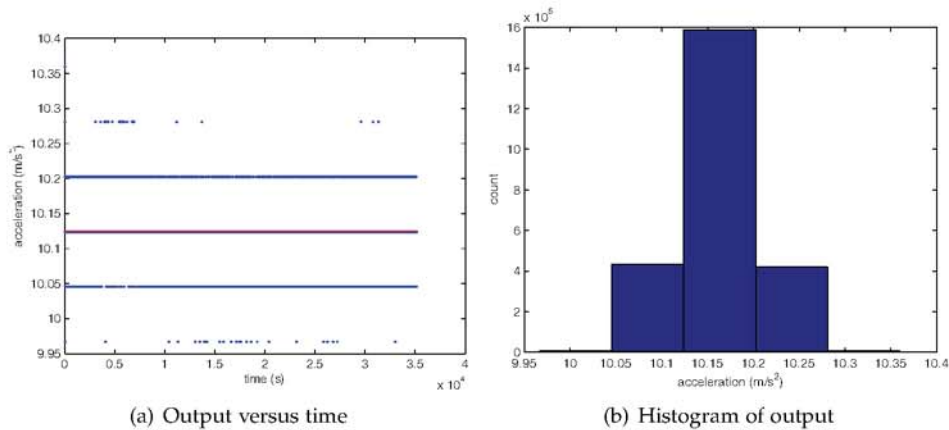 10.4
10.35
10.3
10.25
10.2
10.15
10.1
10.05
10
9.95
acceleration (m/s²)
0 0.5 1 1.5 2 2.5 3 3.5 4
time (s)
x 10⁴
(a) Output versus time
x 10⁵
16
14
12
10
8
6
4
2
0
count
9.95 10 10.05 10.1 10.15 10.2 10.25 10.3 10.35 10.4
acceleration (m/s²)
(b) Histogram of output